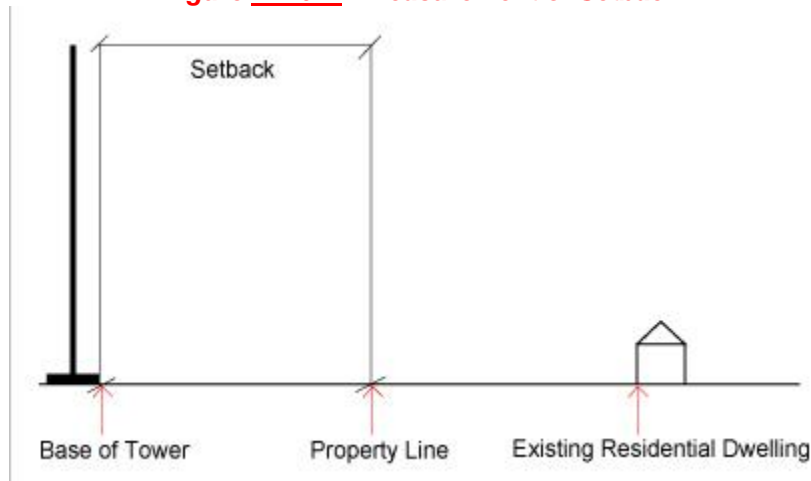 Setback
Base of Tower
Property Line
Existing Residential Dwelling